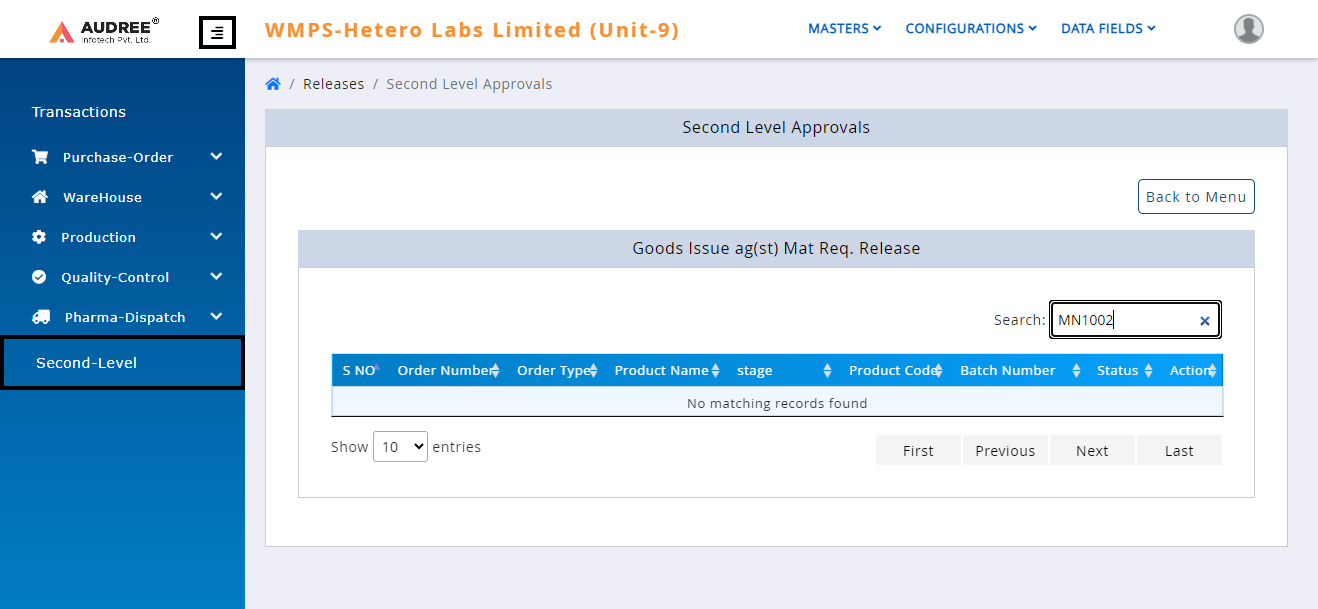 AUDREE®
Infotech Pvt. Ltd.
WMPS-Hetero Labs Limited (Unit-9)
MASTERS CONFIGURATIONS DATA FIELDS
/ Releases / Second Level Approvals
Transactions
Purchase-Order
WareHouse
Production
Quality-Control
Pharma-Dispatch
Second-Level
Second Level Approvals
Back to Menu
Goods Issue ag(st) Mat Req. Release
Search: MN1002 ×
S NO Order Number Order Type Product Name stage Product Code Batch Number Status Action
No matching records found
Show 10 entries
First Previous Next Last